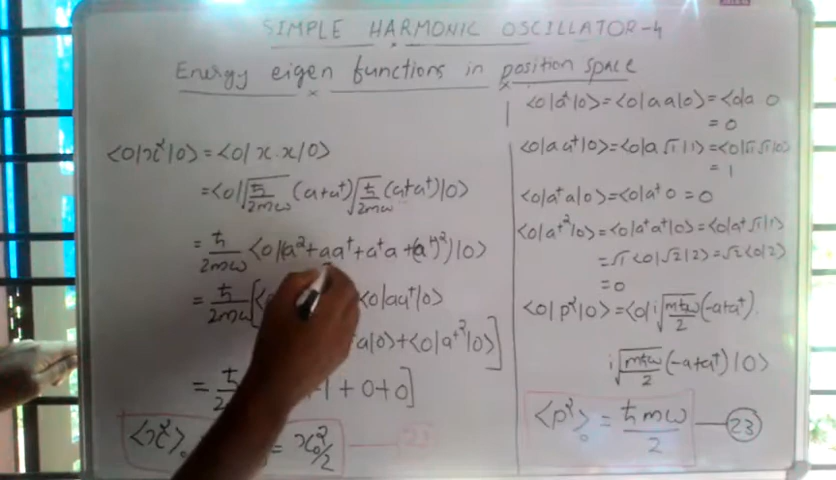 SIMPLE HARMONIC OSCILLATOR-4
Energy eigen functions in position space
<0|x²|0> = <0| x.x|0>
= <0|√ħ/2mω (a+a†) √ħ/2mω (a+a†)|0>
= ħ/2mω <0|a²+aa†+a†a+(a†)²)|0>
= ħ/2mω [< <0|aa†|0>
a|0>+<0|a†²|0>]
= ħ/2 1+0+0]
<x²>₀ = x₀²/2
<0|a²|0> = <0|aa|0> = <0|a 0
= 0
<0|aa†|0> = <0|a √1|1> = <0|√1 √1|0>
= 1
<0|a†a|0> = <0|a† 0 = 0
<0|a†²|0> = <0|a†a†|0> = <0|a† √1|1>
= √1 <0|√2|2> = √2 <0|2>
= 0
<0|p²|0> = <0|i√mħω/2 (-a+a†).
i√mħω/2 (-a+a†)|0>
<p²>₀ = ħmω/2 — 23